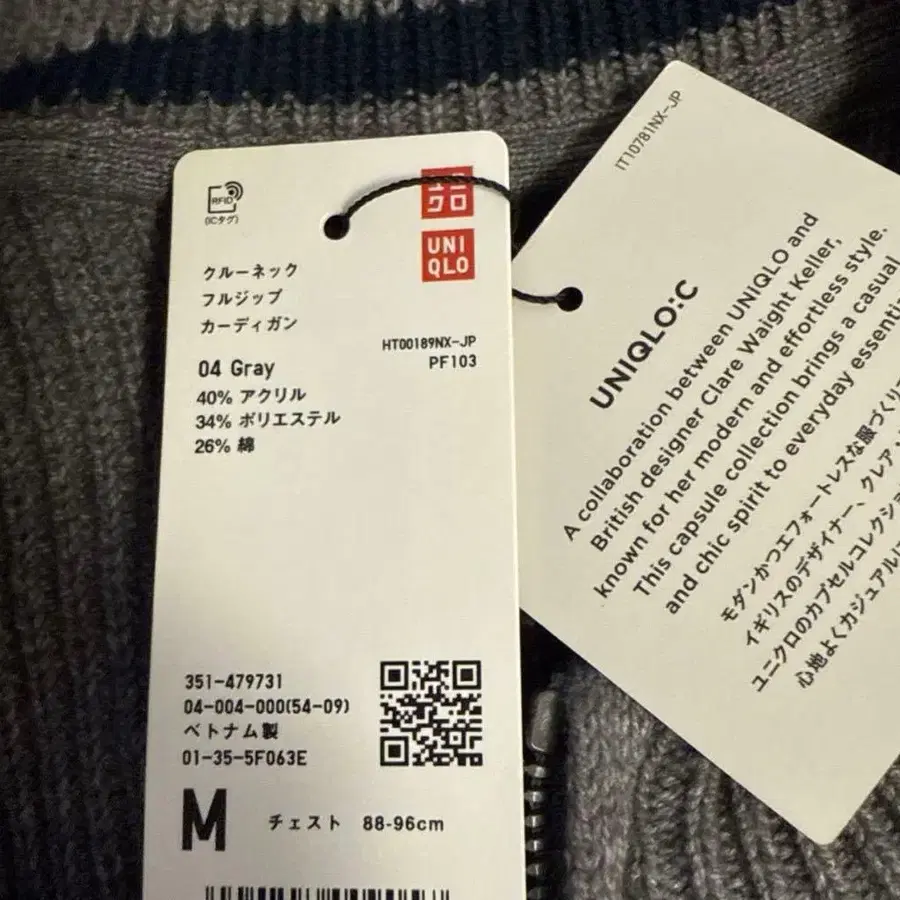 RFID
(ICタグ)
ユニ
クロ
UNI
QLO
クルーネック
フルジップ
カーディガン
HT00189NX-JP
PF103
04 Gray
40% アクリル
34% ポリエステル
26% 綿
351-479731
04-004-000(54-09)
ベトナム製
01-35-5F063E
M チェスト 88-96cm
IT10781NX-JP
UNIQLO:C
A collaboration between UNIQLO and
British designer Clare Waight Keller,
known for her modern and effortless style.
This capsule collection brings a casual
and chic spirit to everyday
モダンかつエフォートレスな服づくり
イギリスのデザイナー、クレア
ユニクロのカプセルコレクショ
心地よくカジュアル